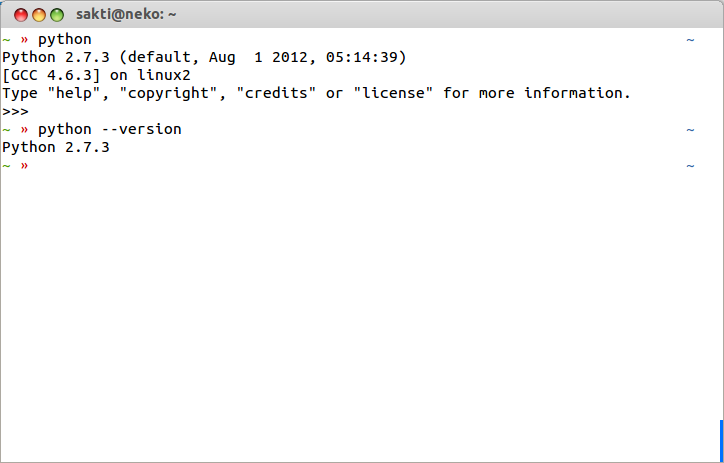 sakti@neko: ~
~ » python ~
Python 2.7.3 (default, Aug  1 2012, 05:14:39)
[GCC 4.6.3] on linux2
Type "help", "copyright", "credits" or "license" for more information.
>>>
~ » python --version ~
Python 2.7.3
~ » ~